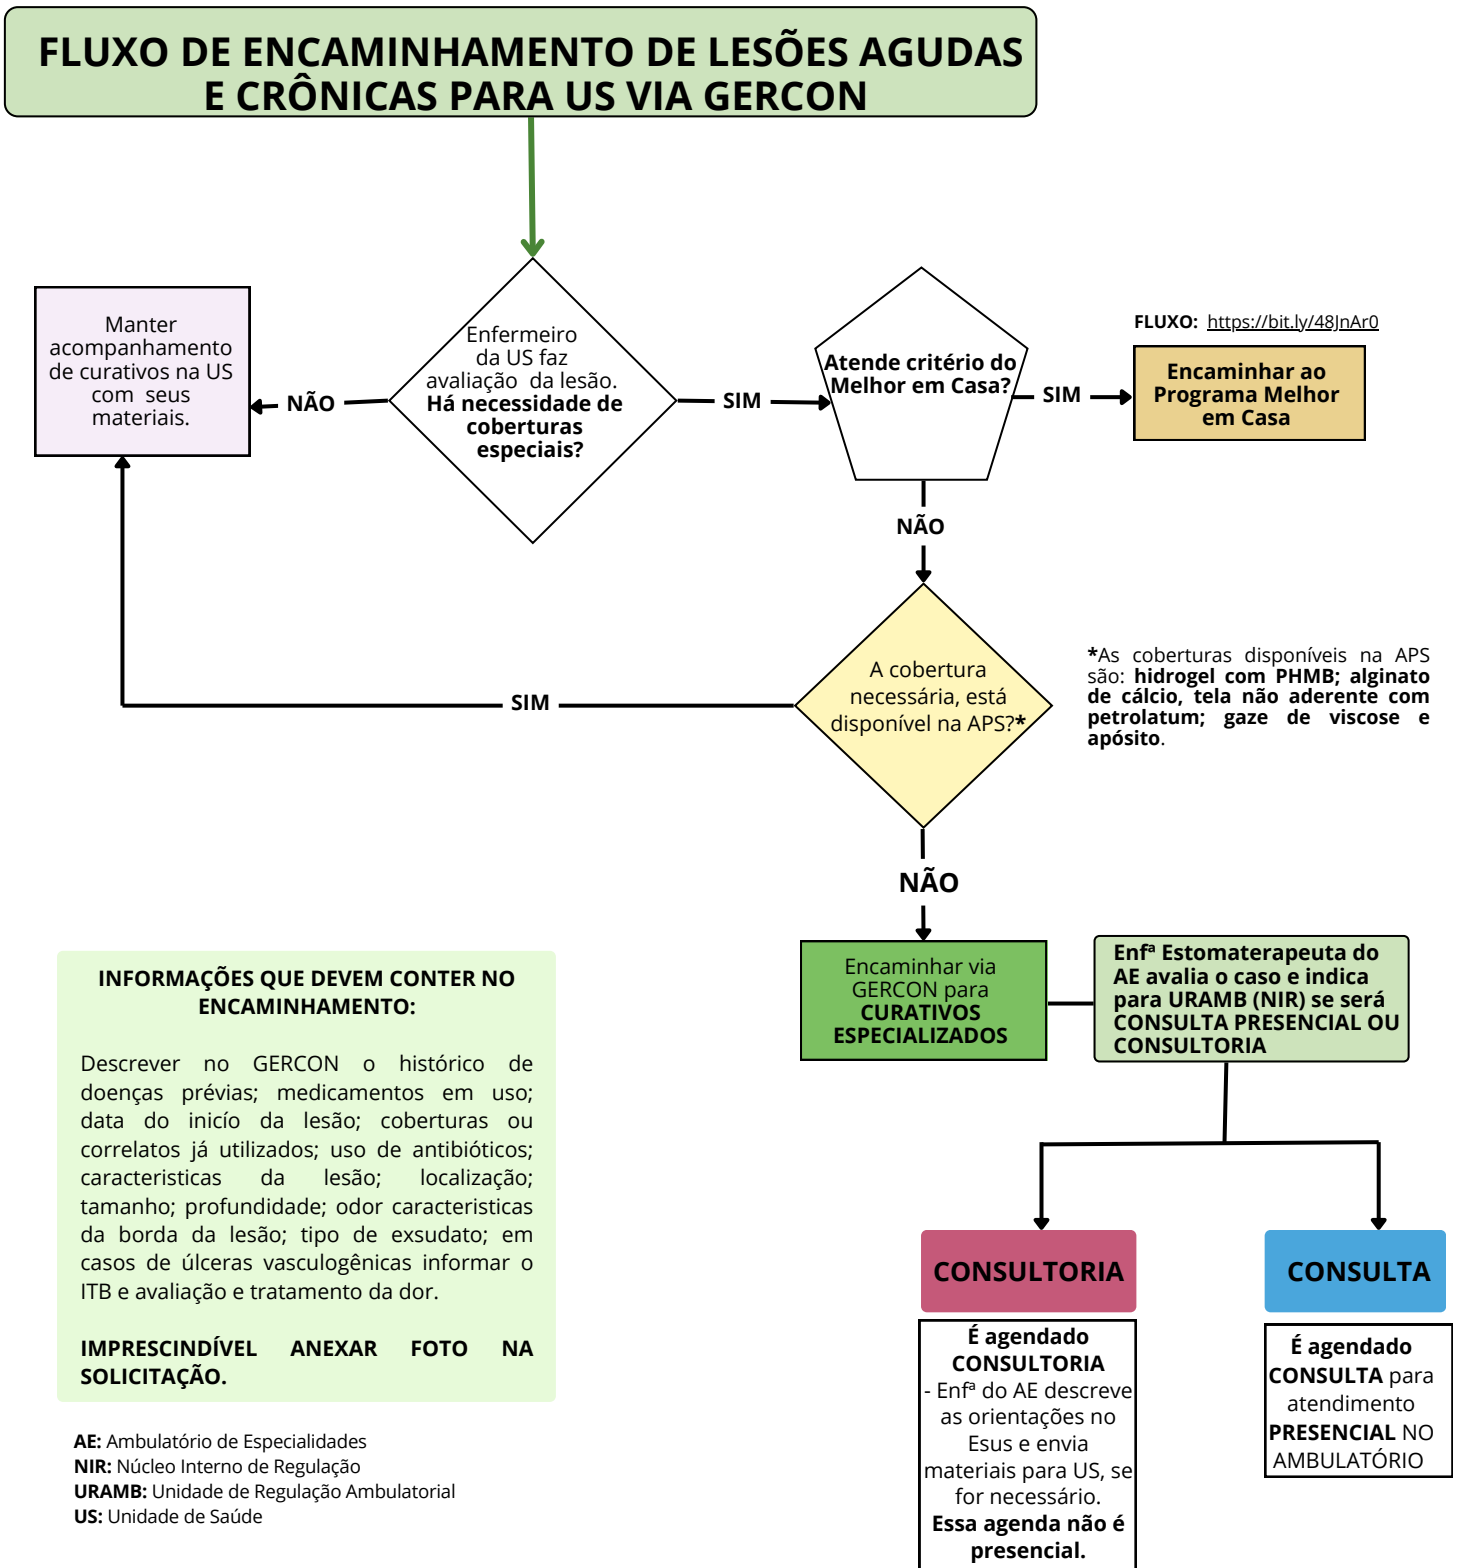 FLUXO DE ENCAMINHAMENTO DE LESÕES AGUDAS
E CRÔNICAS PARA US VIA GERCON
Manter
acompanhamento
de curativos na US
com seus
materiais.
NÃO
Enfermeiro
da US faz
avaliação da lesão.
Há necessidade de
coberturas
especiais?
SIM
Atende critério do
Melhor em Casa?
SIM
FLUXO: https://bit.ly/48JnAr0
Encaminhar ao
Programa Melhor
em Casa
NÃO
A cobertura
necessária, está
disponível na APS?*
SIM
*As coberturas disponíveis na APS
são: hidrogel com PHMB; alginato
de cálcio, tela não aderente com
petrolatum; gaze de viscose e
apósito.
NÃO
Encaminhar via
GERCON para
CURATIVOS
ESPECIALIZADOS
Enfª Estomaterapeuta do
AE avalia o caso e indica
para URAMB (NIR) se será
CONSULTA PRESENCIAL OU
CONSULTORIA
INFORMAÇÕES QUE DEVEM CONTER NO
ENCAMINHAMENTO:
Descrever no GERCON o histórico de
doenças prévias; medicamentos em uso;
data do inicío da lesão; coberturas ou
correlatos já utilizados; uso de antibióticos;
caracteristicas da lesão; localização;
tamanho; profundidade; odor caracteristicas
da borda da lesão; tipo de exsudato; em
casos de úlceras vasculogênicas informar o
ITB e avaliação e tratamento da dor.
IMPRESCINDÍVEL ANEXAR FOTO NA
SOLICITAÇÃO.
AE: Ambulatório de Especialidades
NIR: Núcleo Interno de Regulação
URAMB: Unidade de Regulação Ambulatorial
US: Unidade de Saúde
CONSULTORIA
É agendado
CONSULTORIA
- Enfª do AE descreve
as orientações no
Esus e envia
materiais para US, se
for necessário.
Essa agenda não é
presencial.
CONSULTA
É agendado
CONSULTA para
atendimento
PRESENCIAL NO
AMBULATÓRIO